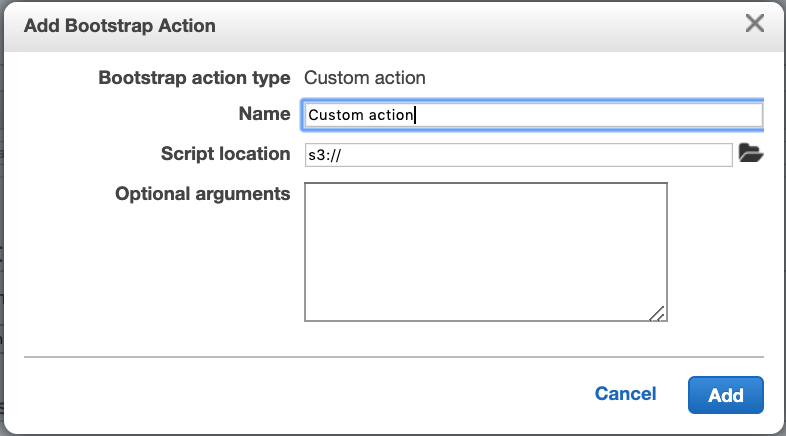 Add Bootstrap Action
Bootstrap action type Custom action
Name Custom action
Script location s3://
Optional arguments
Cancel Add